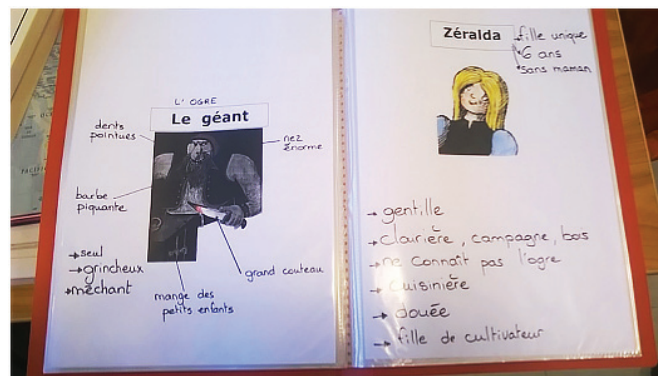 L'OGRE
Le géant
dents
pointues
nez
énorme
barbe
piquante
→seul
→grincheux
→méchant
grand couteau
mange des
petits enfants
Zéralda
fille unique
6 ans
sans maman
→ gentille
→ clairière, campagne, bois
→ ne connaît pas l'ogre
→ cuisinière
→ douée
→ fille de cultivateur